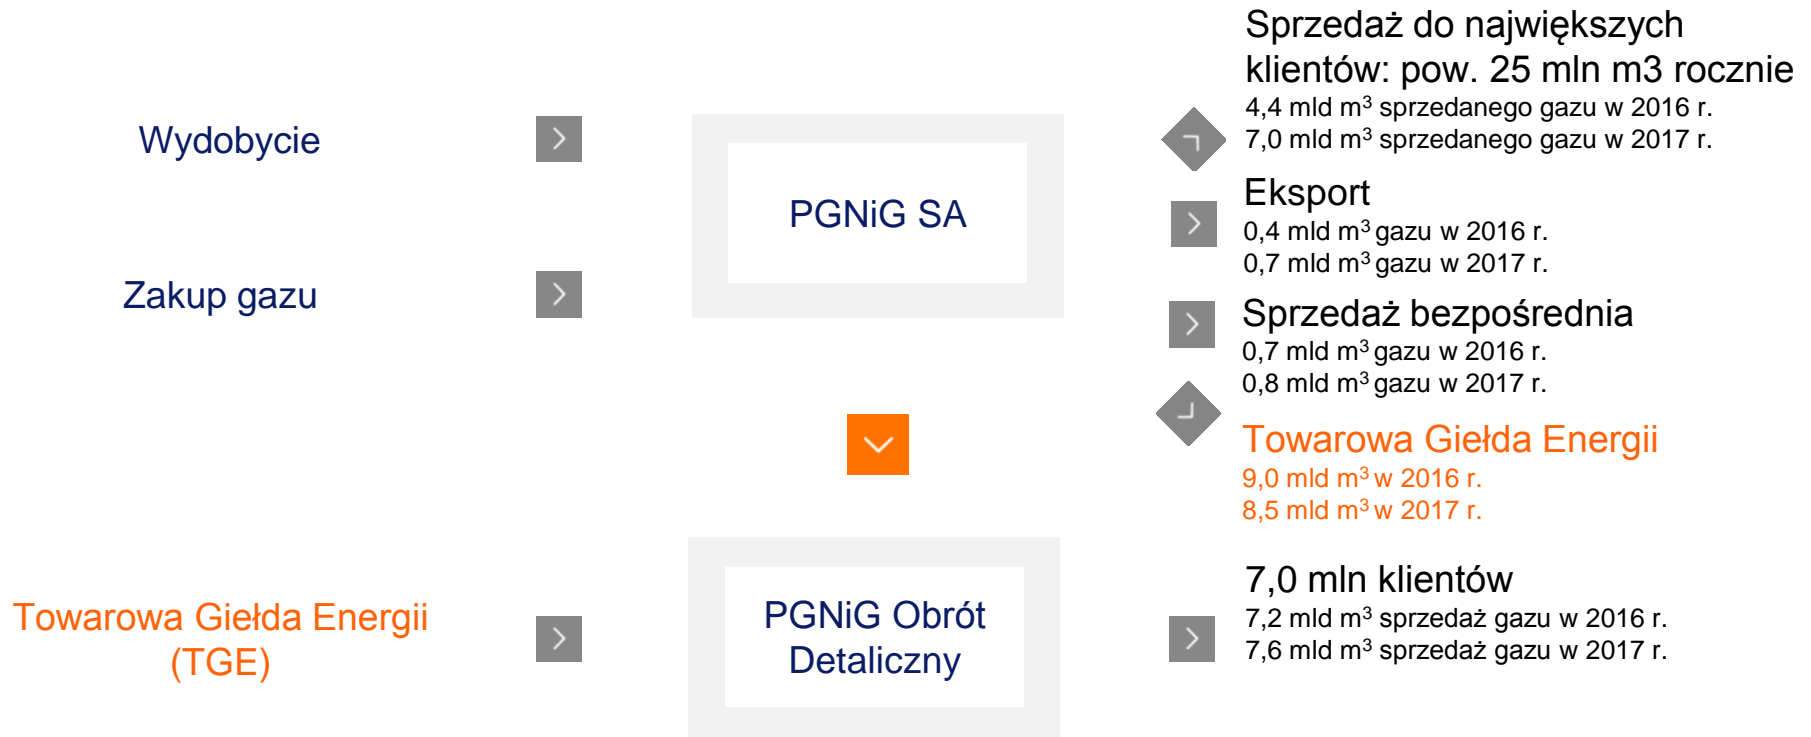 Wydobycie
Zakup gazu
PGNiG SA
Sprzedaż do największych
klientów: pow. 25 mln m3 rocznie
4,4 mld m³ sprzedanego gazu w 2016 r.
7,0 mld m³ sprzedanego gazu w 2017 r.
Eksport
0,4 mld m³ gazu w 2016 r.
0,7 mld m³ gazu w 2017 r.
Sprzedaż bezpośrednia
0,7 mld m³ gazu w 2016 r.
0,8 mld m³ gazu w 2017 r.
Towarowa Giełda Energii
9,0 mld m³ w 2016 r.
8,5 mld m³ w 2017 r.
Towarowa Giełda Energii
(TGE)
PGNiG Obrót
Detaliczny
7,0 mln klientów
7,2 mld m³ sprzedaż gazu w 2016 r.
7,6 mld m³ sprzedaż gazu w 2017 r.